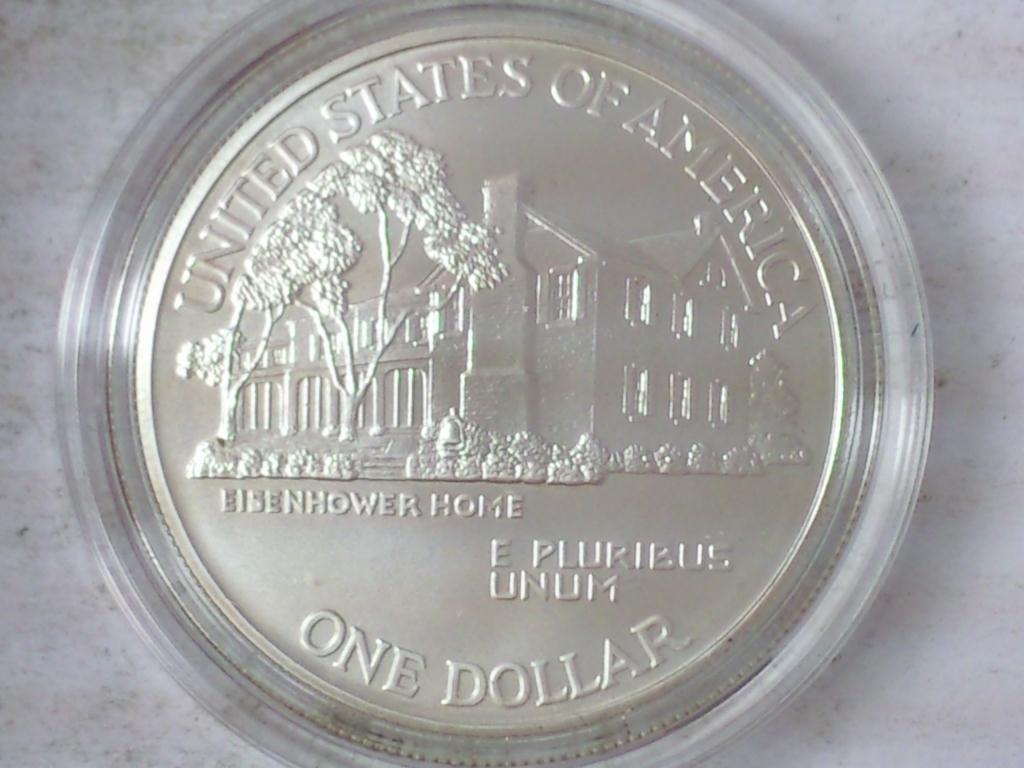 UNITED STATES OF AMERICA
EISENHOWER HOME
E PLURIBUS
UNUM
ONE DOLLAR